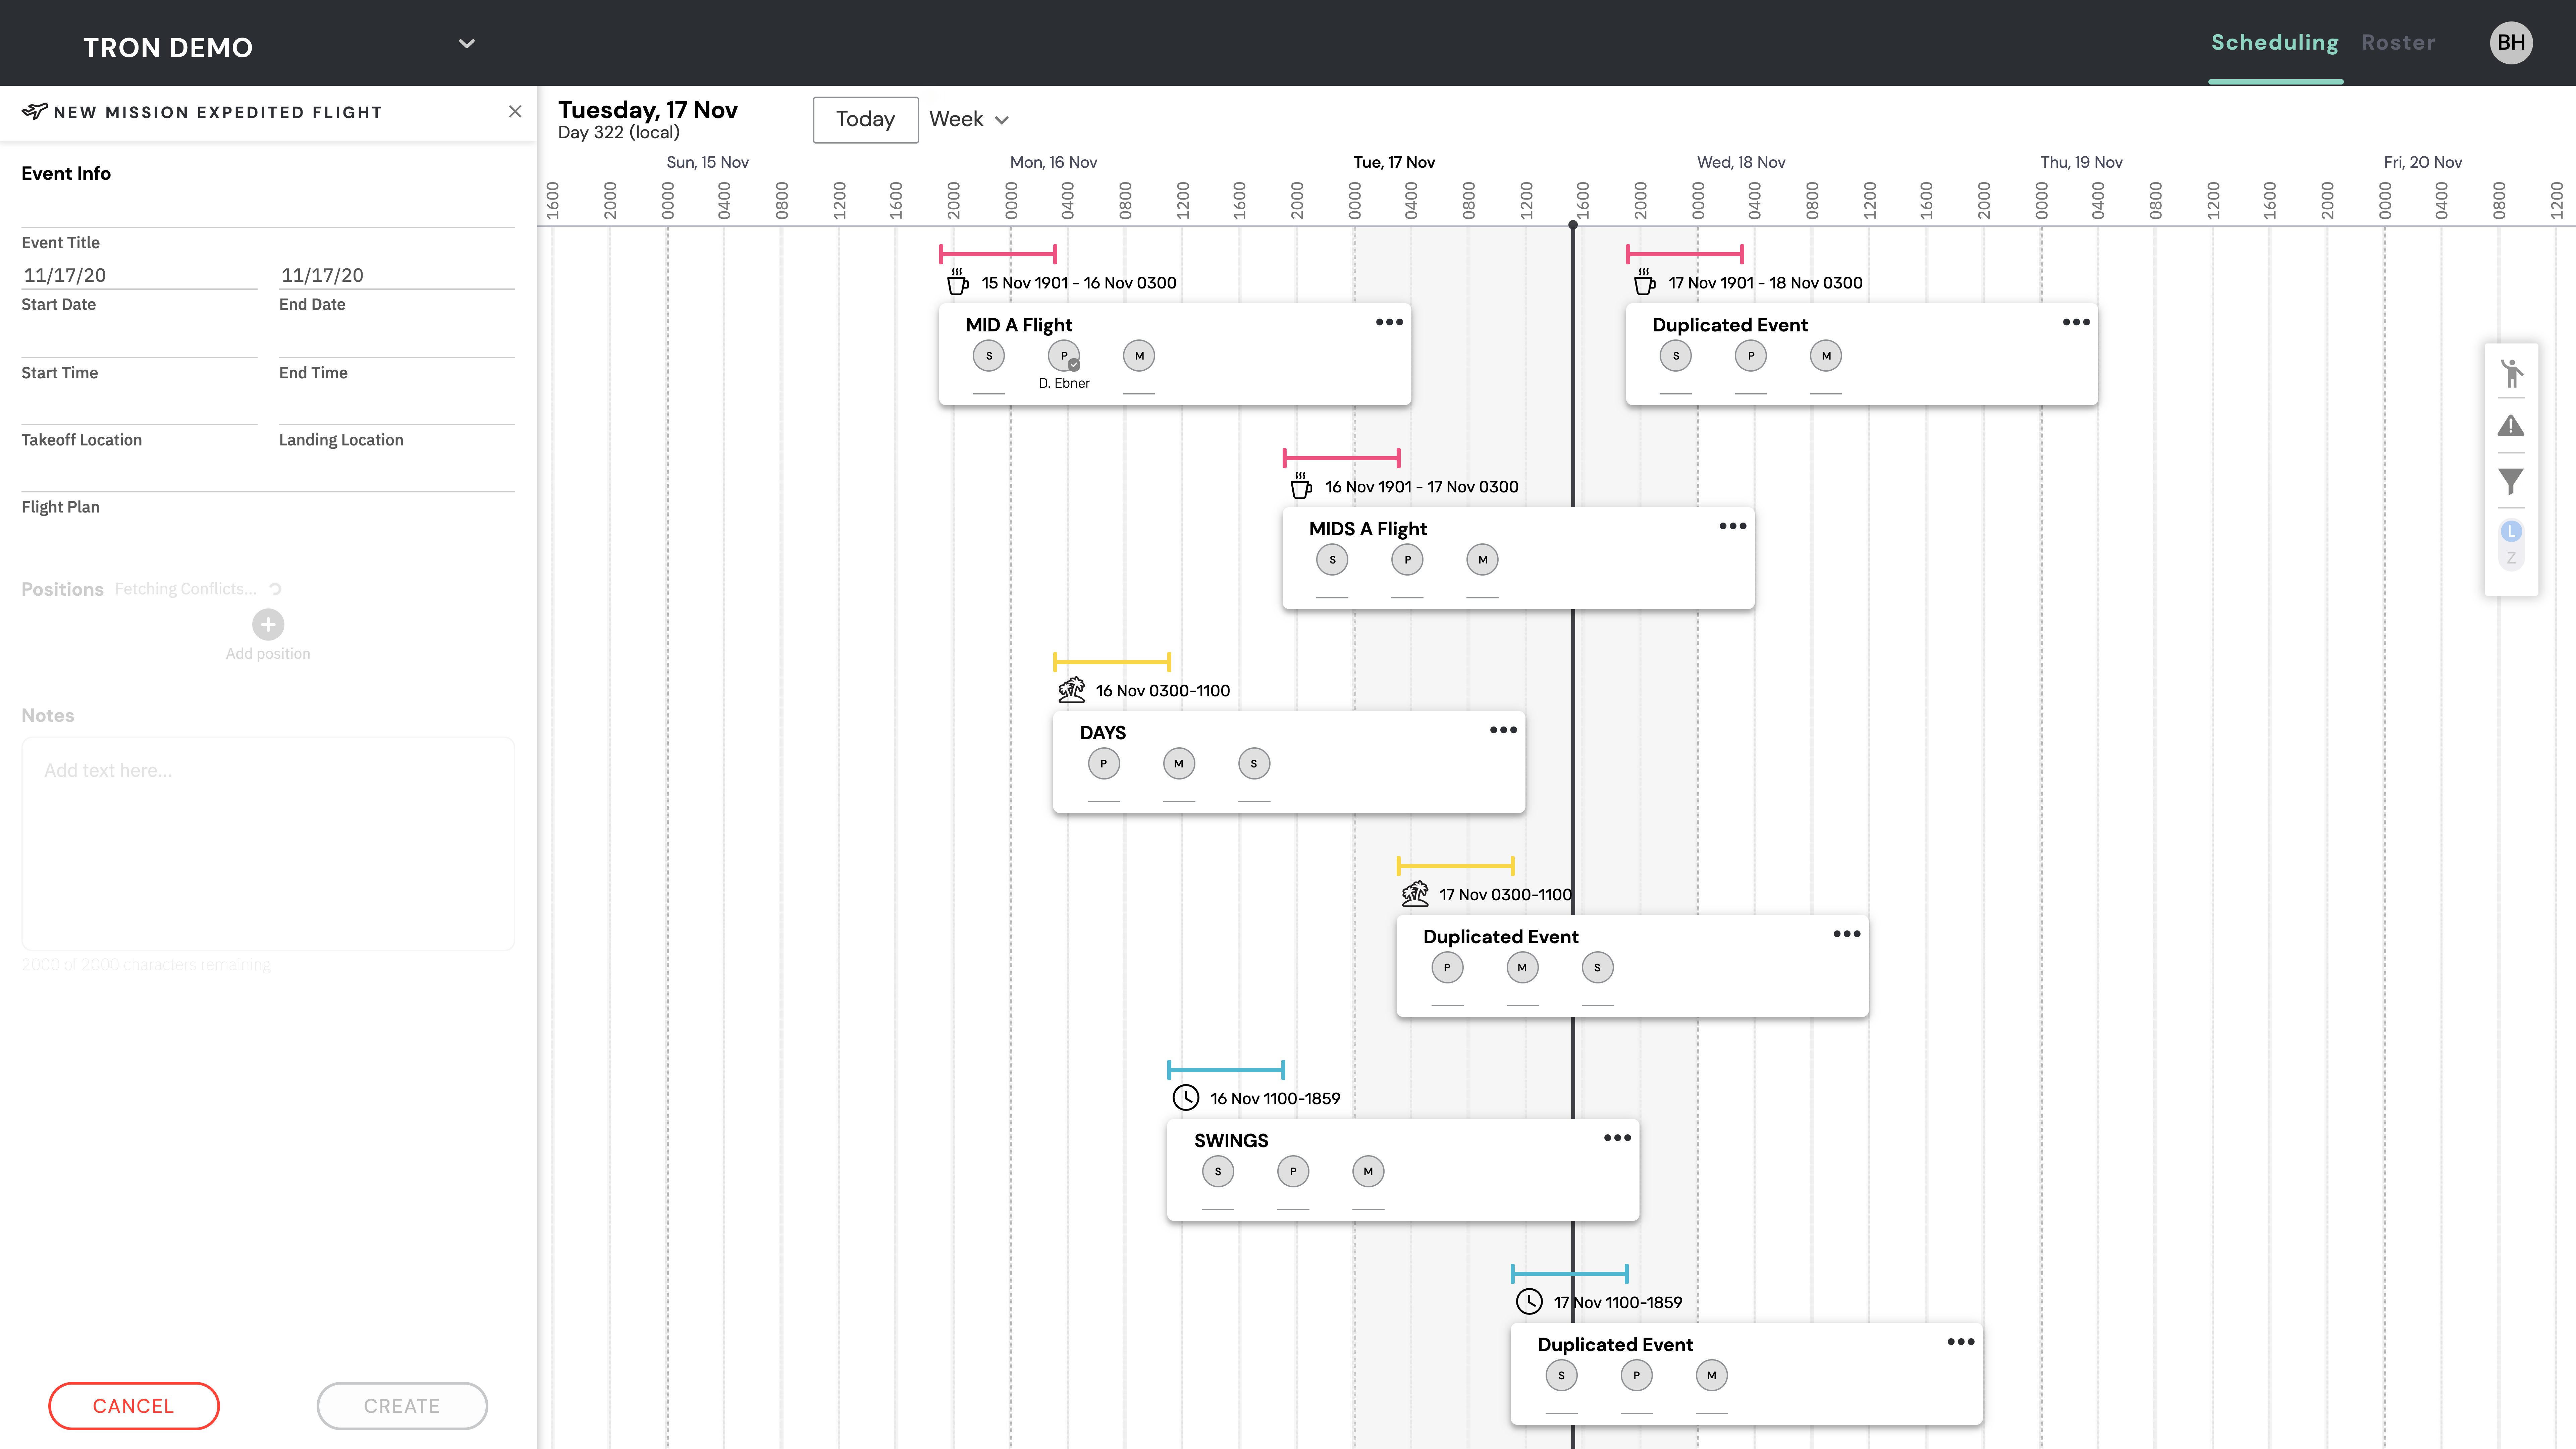 TRON DEMO
Scheduling
Roster
BH
NEW MISSION EXPEDITED FLIGHT
Event Info
Event Title
11/17/20
11/17/20
Start Date
End Date
Start Time
End Time
Takeoff Location
Landing Location
Flight Plan
Positions
Fetching Conflicts...
Add position
Notes
Add text here...
2000 of 2000 characters remaining
CANCEL
CREATE
Tuesday, 17 Nov
Day 322 (local)
Today
Week
Sun, 15 Nov
Mon, 16 Nov
Tue, 17 Nov
Wed, 18 Nov
Thu, 19 Nov
Fri, 20 Nov
1600 2000 0000 0400 0800 1200 1600 2000 0000 0400 0800 1200 1600 2000 0000 0400 0800 1200 1600 2000 0000 0400 0800 1200 1600 2000 0000 0400 0800 1200 1600 2000 0000 0400 0800 1200
15 Nov 1901 - 16 Nov 0300
MID A Flight
S P M
D. Ebner
17 Nov 1901 - 18 Nov 0300
Duplicated Event
S P M
16 Nov 1901 - 17 Nov 0300
MIDS A Flight
S P M
16 Nov 0300-1100
DAYS
P M S
17 Nov 0300-1100
Duplicated Event
P M S
16 Nov 1100-1859
SWINGS
S P M
17 Nov 1100-1859
Duplicated Event
S P M
L
Z